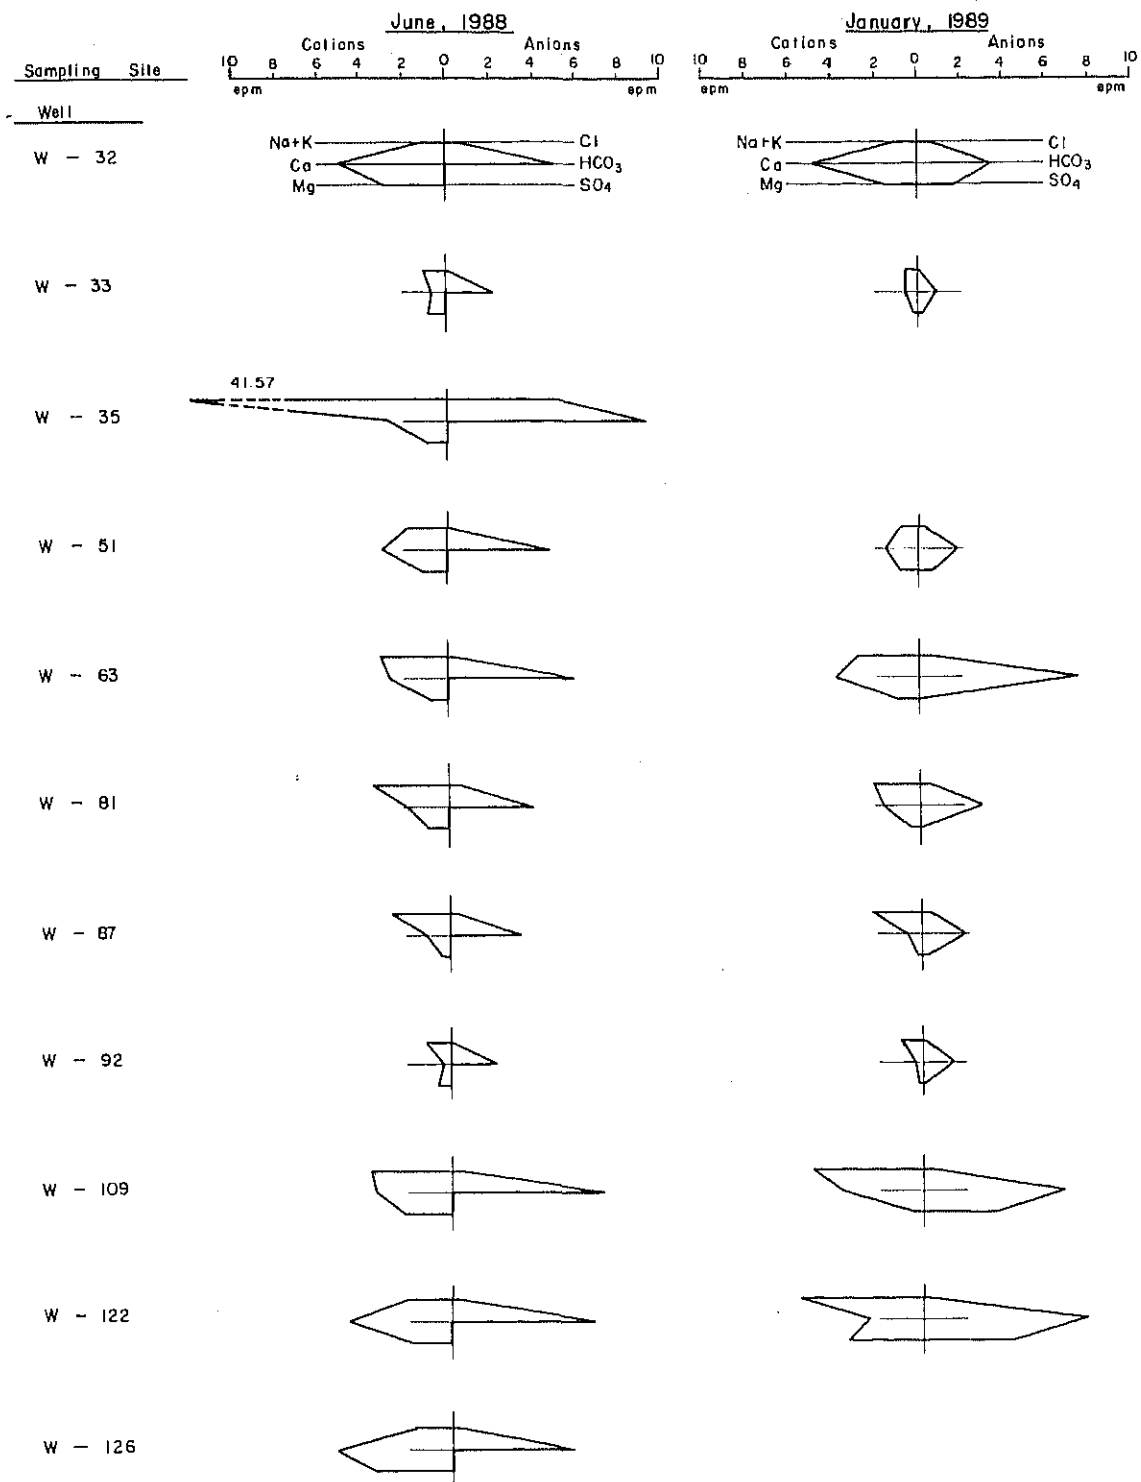 June, 1988 January, 1989
Cations Anions Cations Anions
Sampling Site 10 8 6 4 2 0 2 4 6 8 10 10 8 6 4 2 0 2 4 6 8 10
epm epm epm epm
Well
W - 32 Na+K Cl Na+K Cl
Ca HCO3 Ca HCO3
Mg SO4 Mg SO4
W - 33
41.57
W - 35
W - 51
W - 63
W - 81
W - 87
W - 92
W - 109
W - 122
W - 126